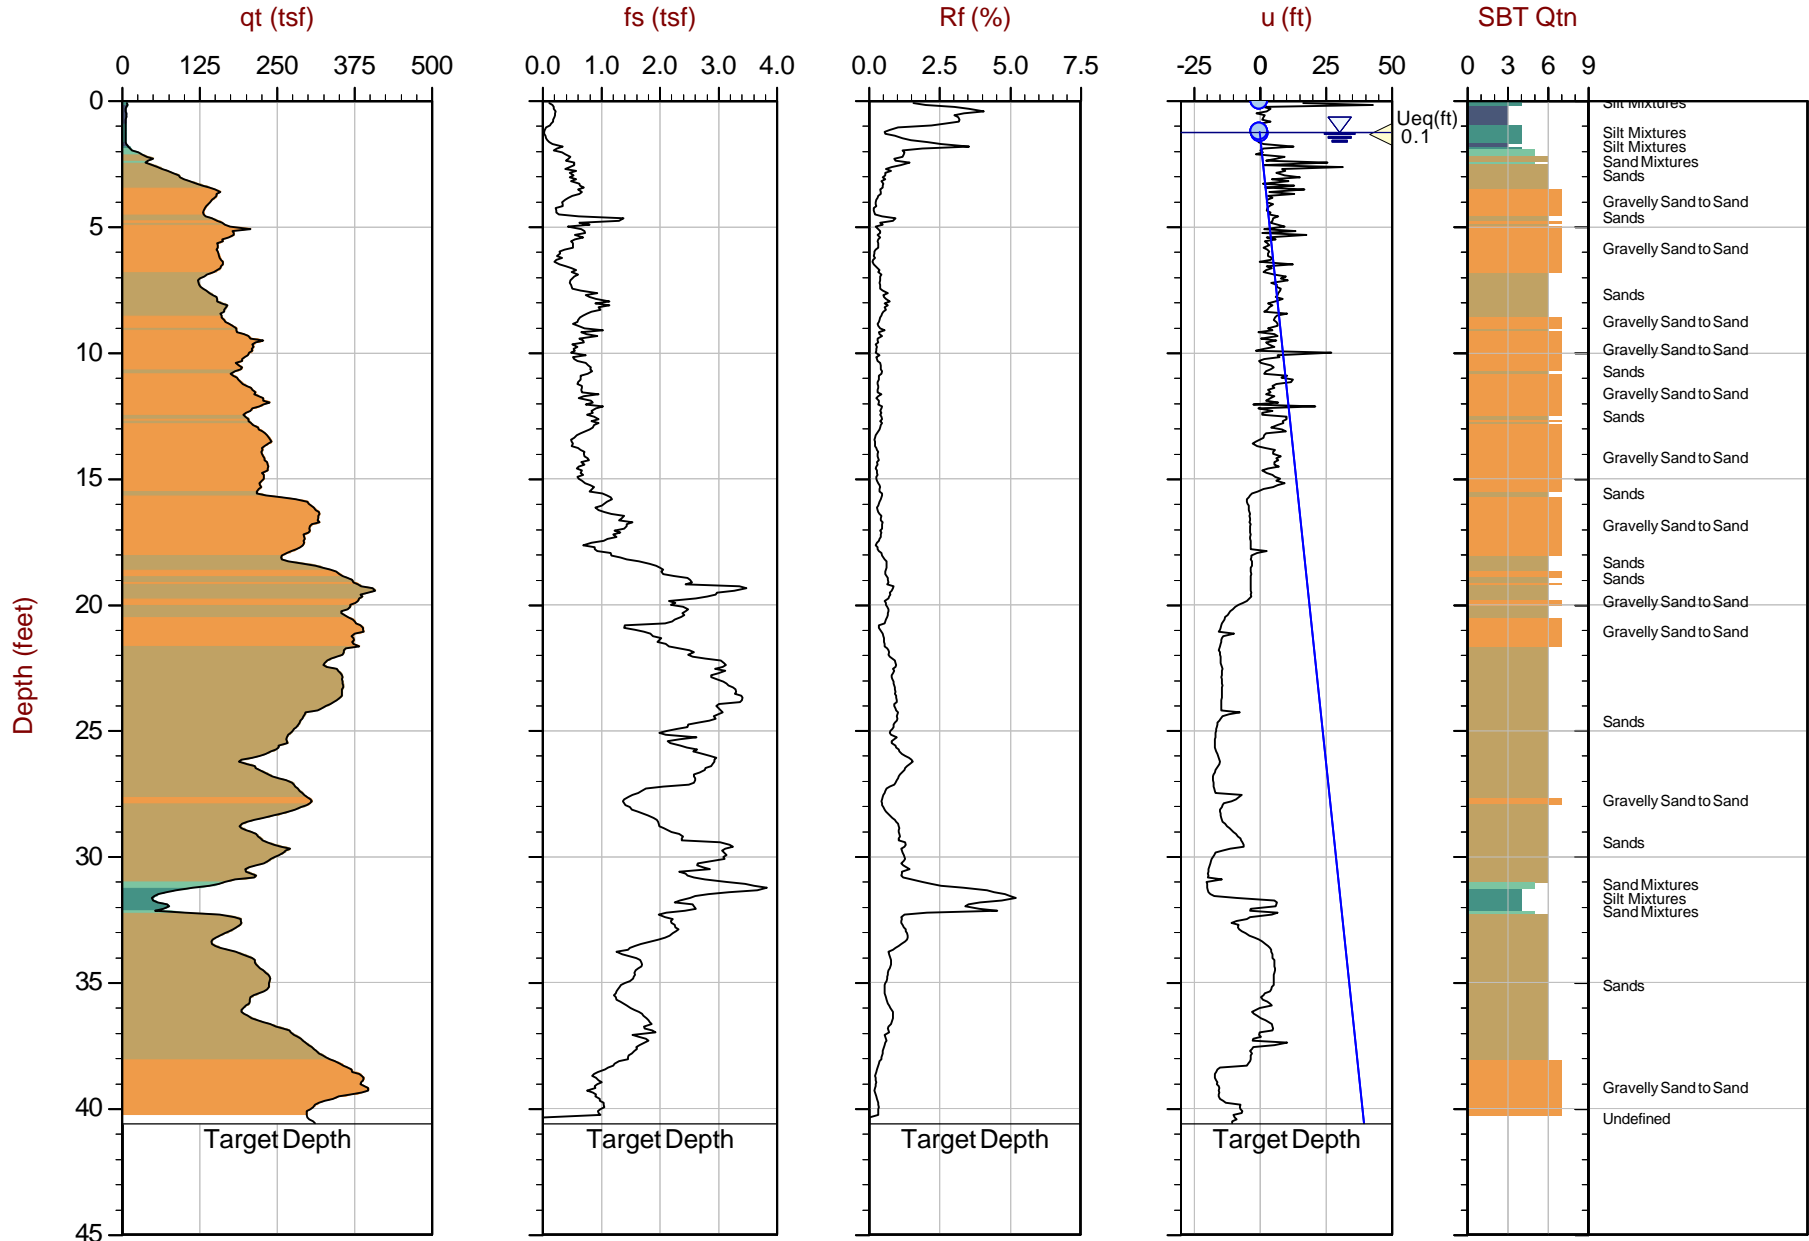 qt (tsf)
fs (tsf)
Rf (%)
u (ft)
SBT Qtn
0 125 250 375 500
0.0 1.0 2.0 3.0 4.0
0.0 2.5 5.0 7.5
-25 0 25 50
0 3 6 9
Depth (feet)
0
5
10
15
20
25
30
35
40
45
Ueq(ft)
0.1
Silt Mixtures
Silt Mixtures
Silt Mixtures
Sand Mixtures
Sands
Gravelly Sand to Sand
Sands
Gravelly Sand to Sand
Sands
Gravelly Sand to Sand
Gravelly Sand to Sand
Sands
Gravelly Sand to Sand
Sands
Gravelly Sand to Sand
Sands
Gravelly Sand to Sand
Sands
Sands
Gravelly Sand to Sand
Gravelly Sand to Sand
Sands
Gravelly Sand to Sand
Sands
Sand Mixtures
Silt Mixtures
Sand Mixtures
Sands
Gravelly Sand to Sand
Undefined
Target Depth
Target Depth
Target Depth
Target Depth